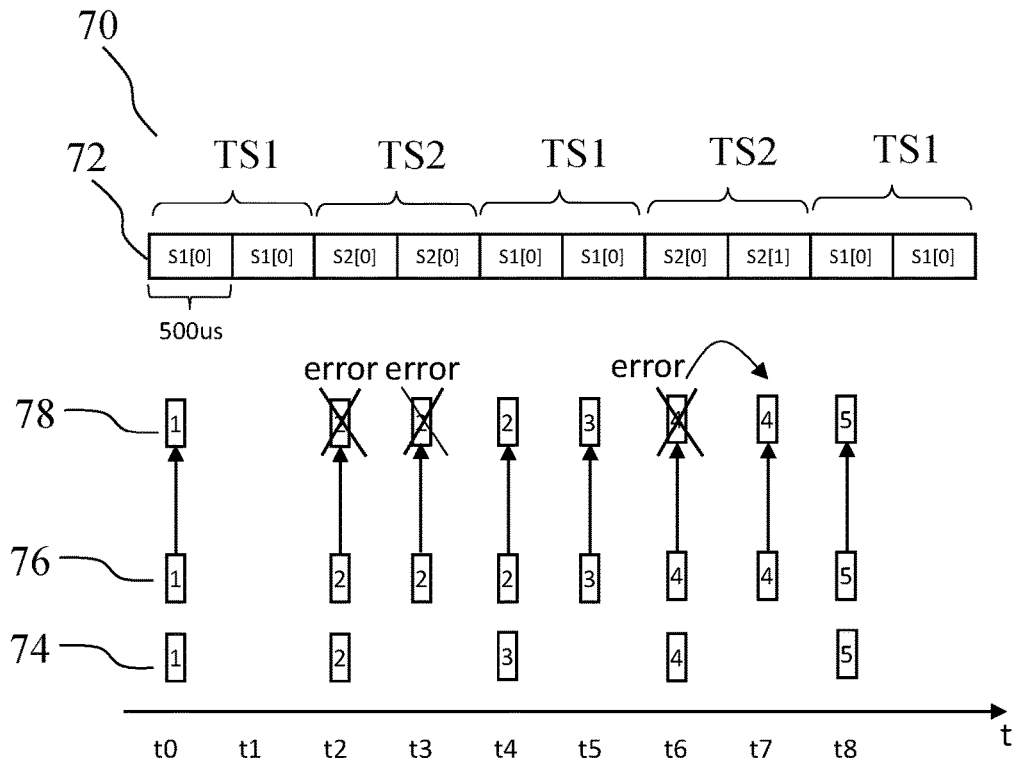 70
72 TS1 TS2 TS1 TS2 TS1
S1[0] S1[0] S2[0] S2[0] S1[0] S1[0] S2[0] S2[1] S1[0] S1[0]
500us
error error error
78 1 2 3 4 5
76 1 2 2 2 3 4 4 5
74 1 2 3 4 5
t
t0 t1 t2 t3 t4 t5 t6 t7 t8